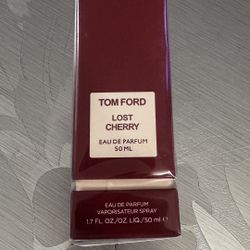 TOM FORD
LOST
CHERRY
EAU DE PARFUM
50 ML
EAU DE PARFUM
VAPORISATEUR SPRAY
1.7 FL. OZ./OZ. LIQ./50 ml ℮